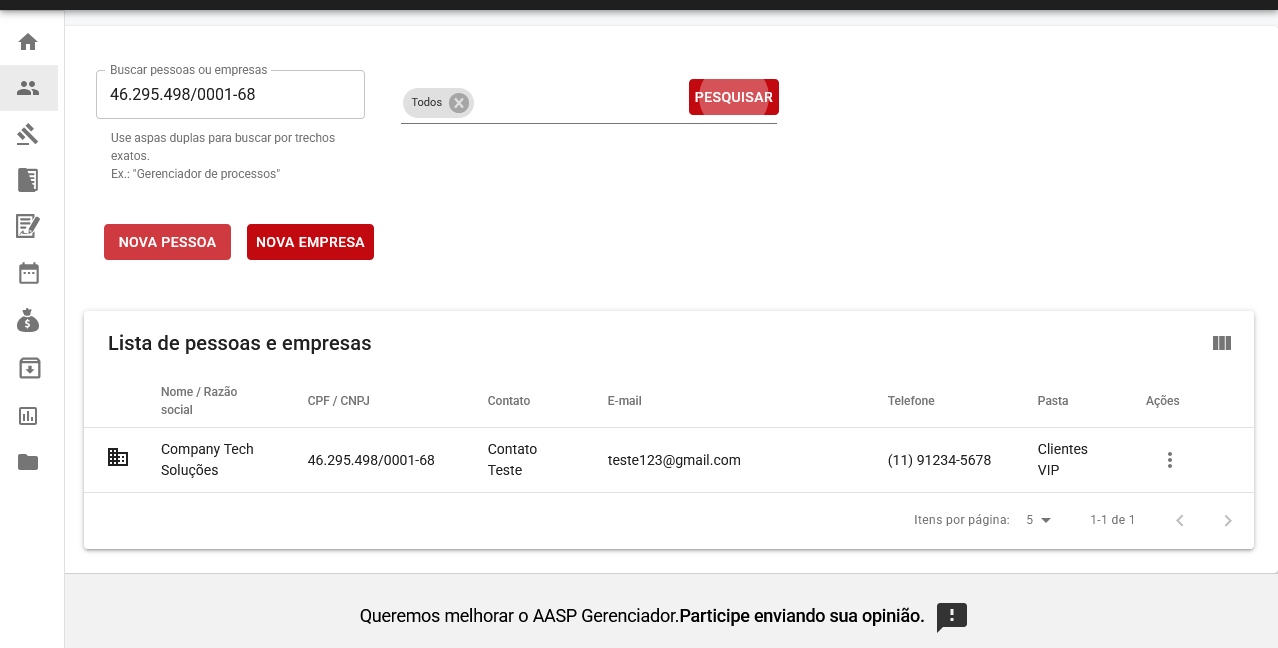 Buscar pessoas ou empresas
46.295.498/0001-68
Todos
PESQUISAR
Use aspas duplas para buscar por trechos
exatos.
Ex.: "Gerenciador de processos"
NOVA PESSOA
NOVA EMPRESA
Lista de pessoas e empresas
Nome / Razão
social
CPF / CNPJ
Contato
E-mail
Telefone
Pasta
Ações
Company Tech
Soluções
46.295.498/0001-68
Contato
Teste
teste123@gmail.com
(11) 91234-5678
Clientes
VIP
Itens por página:
5
1-1 de 1
Queremos melhorar o AASP Gerenciador.Participe enviando sua opinião.